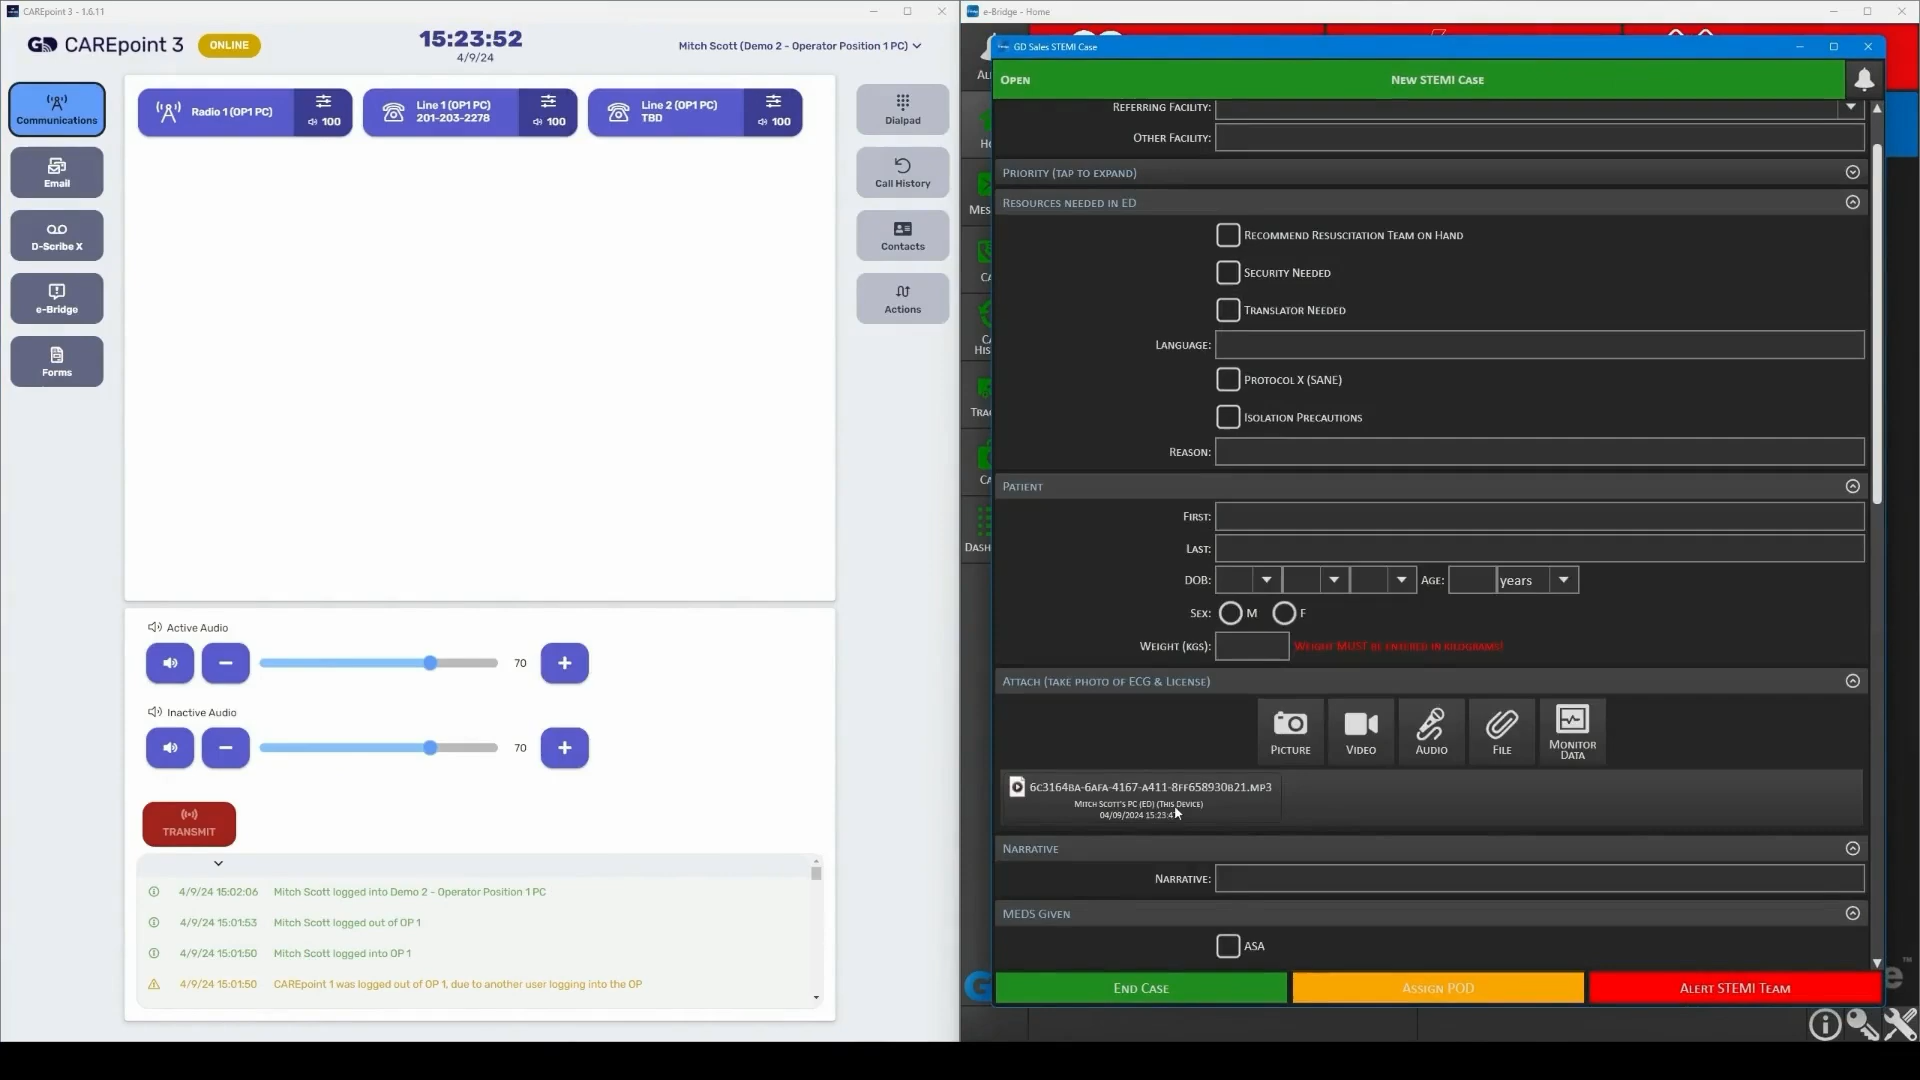 CAREpoint 3 - 1.6.11
GD CAREpoint 3
ONLINE
15:23:52
4/9/24
Mitch Scott (Demo 2 - Operator Position 1 PC)
Communications
Email
D-Scribe X
e-Bridge
Forms
Radio 1 (OP1 PC)
100
Line 1 (OP1 PC)
201-203-2278
100
Line 2 (OP1 PC)
TBD
100
Dialpad
Call History
Contacts
Actions
Active Audio
70
Inactive Audio
70
TRANSMIT
4/9/24 15:02:06 Mitch Scott logged into Demo 2 - Operator Position 1 PC
4/9/24 15:01:53 Mitch Scott logged out of OP 1
4/9/24 15:01:50 Mitch Scott logged into OP 1
4/9/24 15:01:50 CAREpoint 1 was logged out of OP 1, due to another user logging into the OP
e-Bridge - Home
GD Sales STEMI Case
OPEN
NEW STEMI CASE
REFERRING FACILITY:
OTHER FACILITY:
PRIORITY (TAP TO EXPAND)
RESOURCES NEEDED IN ED
RECOMMEND RESUSCITATION TEAM ON HAND
SECURITY NEEDED
TRANSLATOR NEEDED
LANGUAGE:
PROTOCOL X (SANE)
ISOLATION PRECAUTIONS
REASON:
PATIENT
FIRST:
LAST:
DOB:
AGE:
years
SEX:
M
F
WEIGHT (KGS):
WEIGHT MUST BE ENTERED IN KILOGRAMS!
ATTACH (TAKE PHOTO OF ECG & LICENSE)
PICTURE
VIDEO
AUDIO
FILE
MONITOR DATA
6C3164BA-6AFA-4167-A411-8FF658930B21.MP3
MITCH SCOTT'S PC (ED) (THIS DEVICE)
04/09/2024
NARRATIVE
NARRATIVE:
MEDS GIVEN
ASA
END CASE
ASSIGN POD
ALERT STEMI TEAM